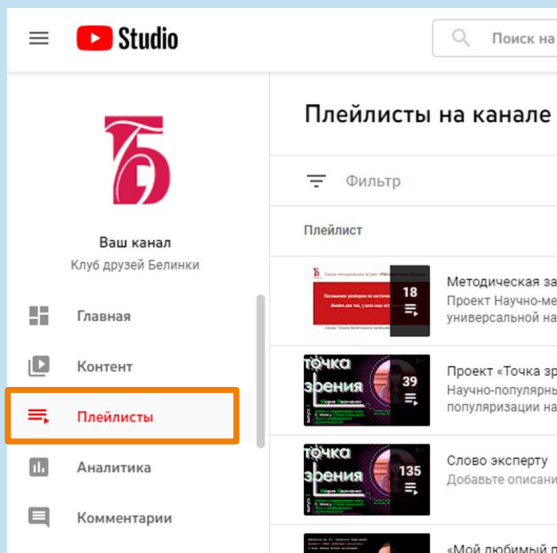 Studio
Поиск на
Ваш канал
Клуб друзей Белинки
Главная
Контент
Плейлисты
Аналитика
Комментарии
Плейлисты на канале
Фильтр
Плейлист
18
Методическая за
Проект Научно-ме
универсальной на
точка
зрения
39
Проект «Точка зр
Научно-популярны
популяризации на
точка
зрения
135
Слово эксперту
Добавьте описани
«Мой любимый п